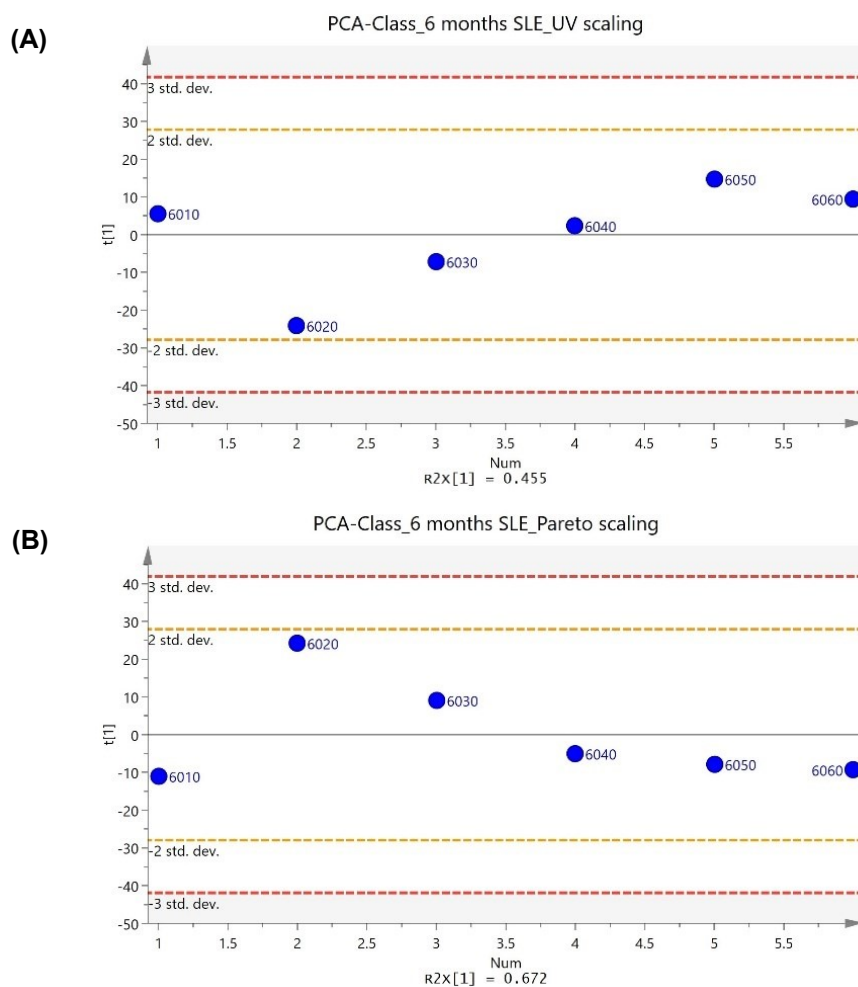 (A)
PCA-Class_6 months SLE_UV scaling
40
3 std. dev.
30
2 std. dev.
20
10
6010
6050
6060
6040
0
t[1]
6030
-10
-20
6020
-30
-2 std. dev.
-40
-3 std. dev.
-50
1 1.5 2 2.5 3 3.5 4 4.5 5 5.5
Num
R2X[1] = 0.455
(B)
PCA-Class_6 months SLE_Pareto scaling
40
3 std. dev.
30
2 std. dev.
6020
20
10
6030
0
t[1]
6040
6050
6060
-10
6010
-20
-30
-2 std. dev.
-40
-3 std. dev.
-50
1 1.5 2 2.5 3 3.5 4 4.5 5 5.5
Num
R2X[1] = 0.672